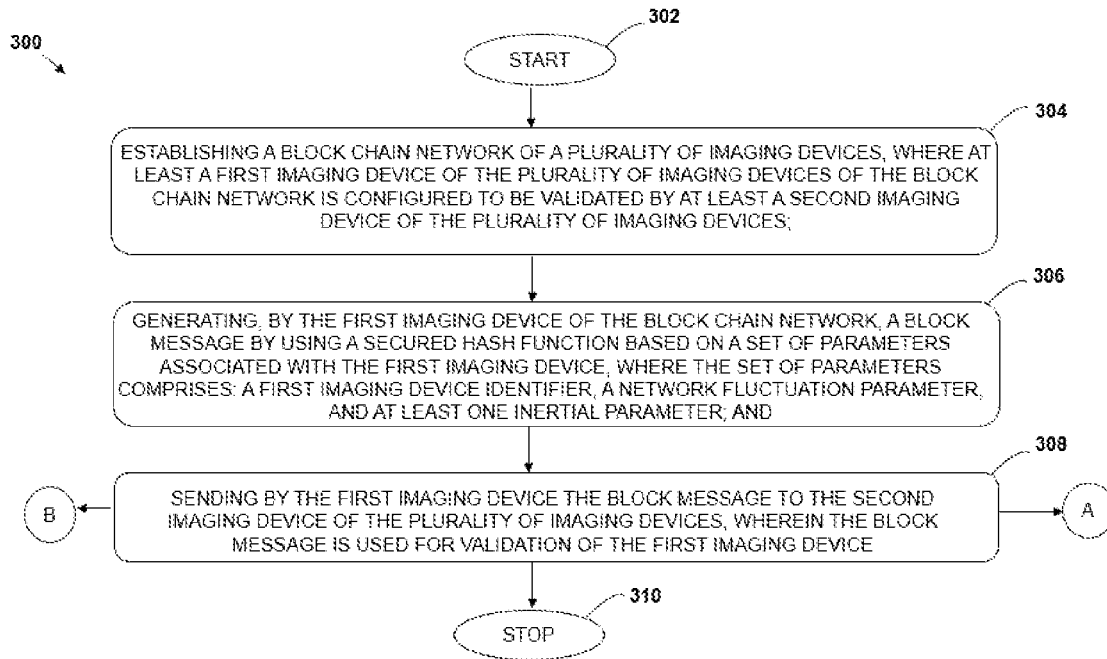 300
302
START
304
ESTABLISHING A BLOCK CHAIN NETWORK OF A PLURALITY OF IMAGING DEVICES, WHERE AT
LEAST A FIRST IMAGING DEVICE OF THE PLURALITY OF IMAGING DEVICES OF THE BLOCK
CHAIN NETWORK IS CONFIGURED TO BE VALIDATED BY AT LEAST A SECOND IMAGING
DEVICE OF THE PLURALITY OF IMAGING DEVICES;
306
GENERATING, BY THE FIRST IMAGING DEVICE OF THE BLOCK CHAIN NETWORK, A BLOCK
MESSAGE BY USING A SECURED HASH FUNCTION BASED ON A SET OF PARAMETERS
ASSOCIATED WITH THE FIRST IMAGING DEVICE, WHERE THE SET OF PARAMETERS
COMPRISES: A FIRST IMAGING DEVICE IDENTIFIER, A NETWORK FLUCTUATION PARAMETER,
AND AT LEAST ONE INERTIAL PARAMETER; AND
308
B
SENDING BY THE FIRST IMAGING DEVICE THE BLOCK MESSAGE TO THE SECOND
IMAGING DEVICE OF THE PLURALITY OF IMAGING DEVICES, WHEREIN THE BLOCK
MESSAGE IS USED FOR VALIDATION OF THE FIRST IMAGING DEVICE
A
310
STOP